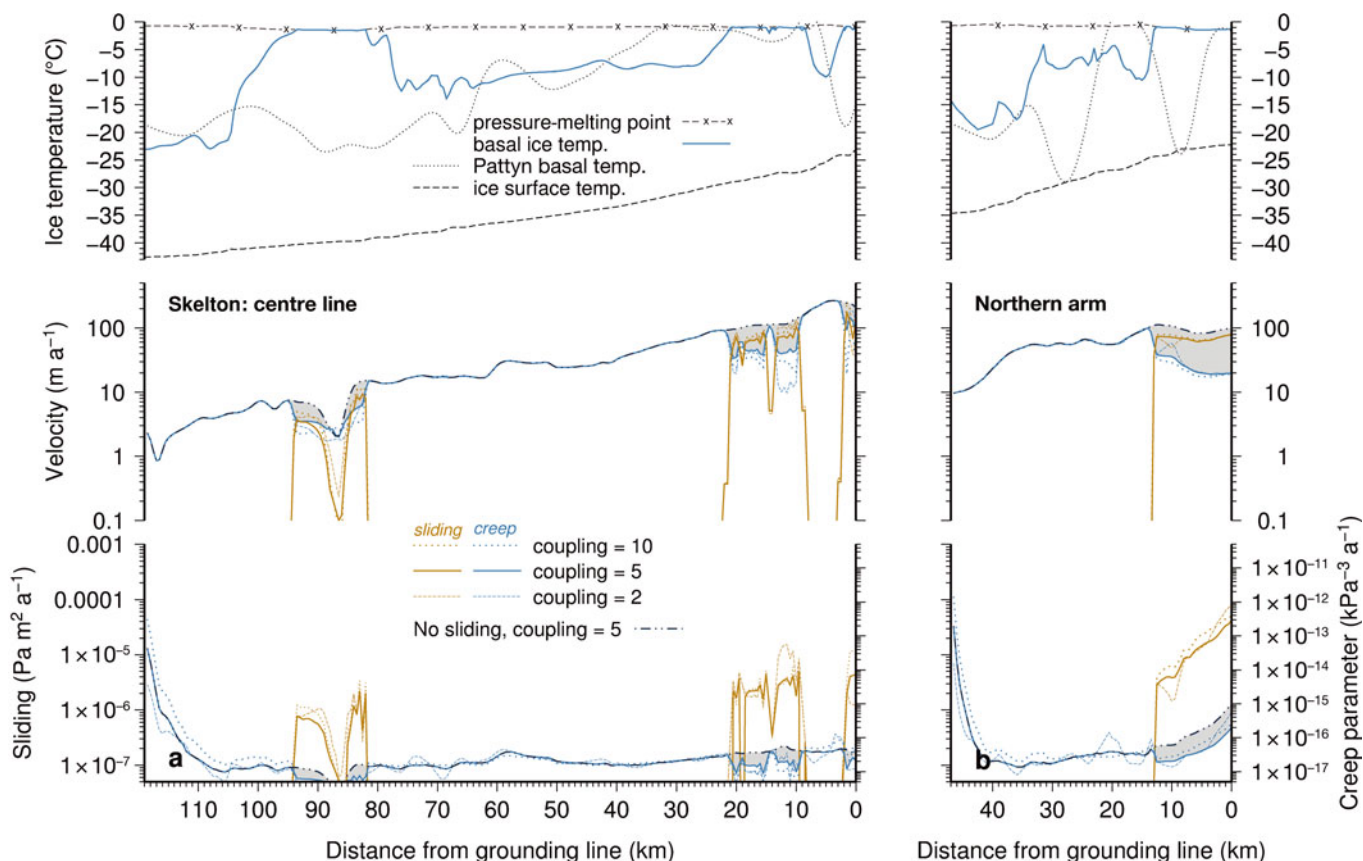 Ice temperature (°C)
0
−5
−10
−15
−20
−25
−30
−35
−40
pressure-melting point
basal ice temp.
Pattyn basal temp.
ice surface temp.
0
−5
−10
−15
−20
−25
−30
−35
−40
Velocity (m a⁻¹)
100
10
1
0.1
Skelton: centre line
Northern arm
100
10
1
0.1
Sliding (Pa m² a⁻¹)
0.001
0.0001
1×10⁻⁵
1×10⁻⁶
1×10⁻⁷
sliding creep
coupling = 10
coupling = 5
coupling = 2
No sliding, coupling = 5
a
b
1×10⁻¹¹
1×10⁻¹²
1×10⁻¹³
1×10⁻¹⁴
1×10⁻¹⁵
1×10⁻¹⁶
1×10⁻¹⁷
Creep parameter (kPa⁻³ a⁻¹)
110 100 90 80 70 60 50 40 30 20 10 0
40 30 20 10 0
Distance from grounding line (km)
Distance from grounding line (km)